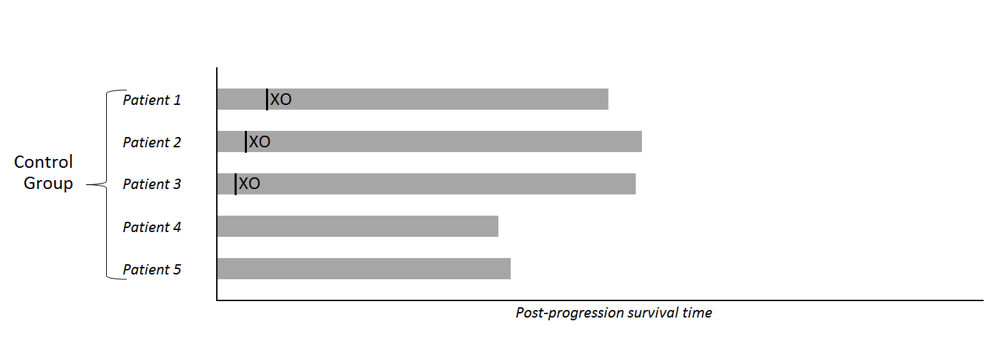 Patient 1
XO
Patient 2
XO
Control
Group
Patient 3
XO
Patient 4
Patient 5
Post-progression survival time